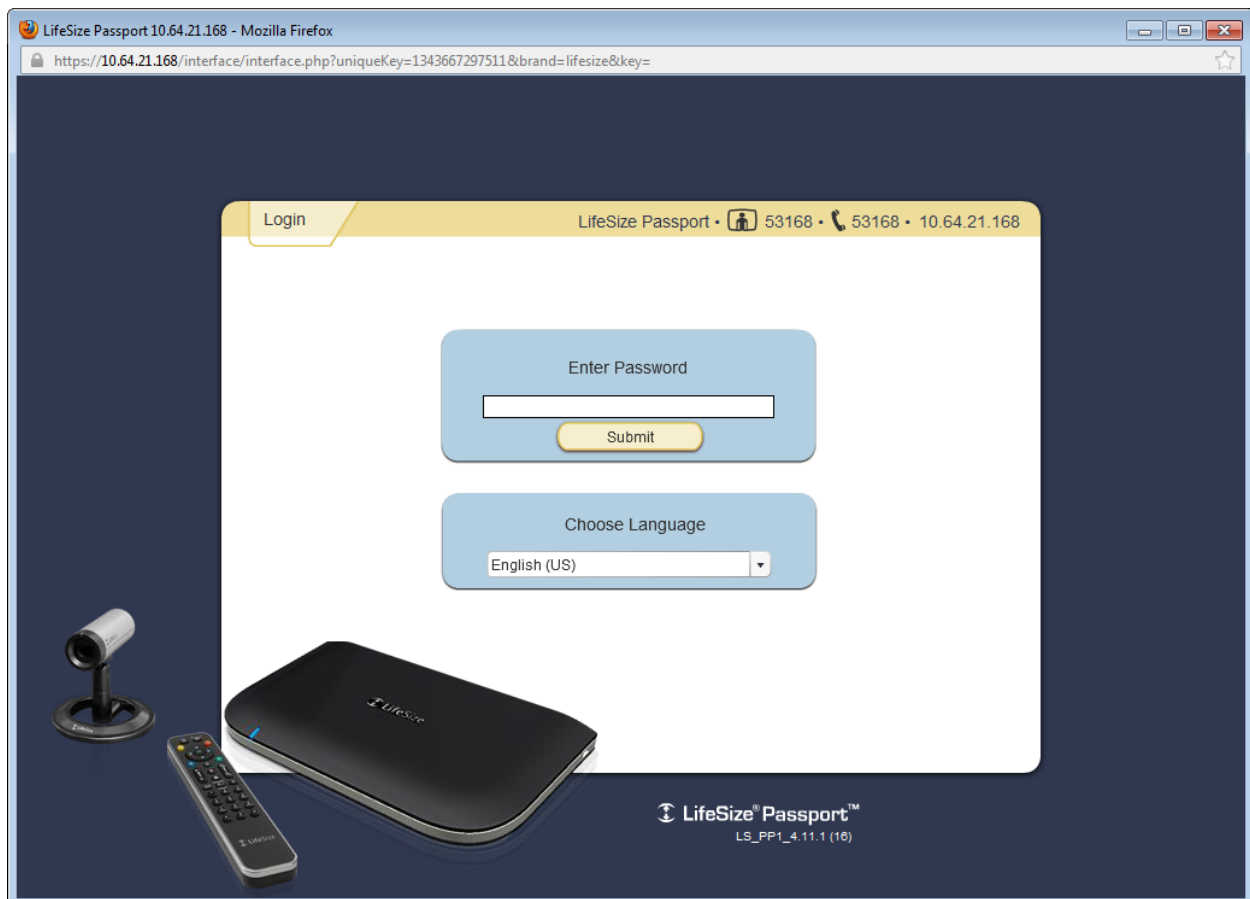 LifeSize Passport 10.64.21.168 - Mozilla Firefox
https://10.64.21.168/interface/interface.php?uniqueKey=1343667297511&brand=lifesize&key=
Login
LifeSize Passport • 53168 • 53168 • 10.64.21.168
Enter Password
Submit
Choose Language
English (US)
LifeSize
LifeSize
LifeSize® Passport™
LS_PP1_4.11.1 (16)